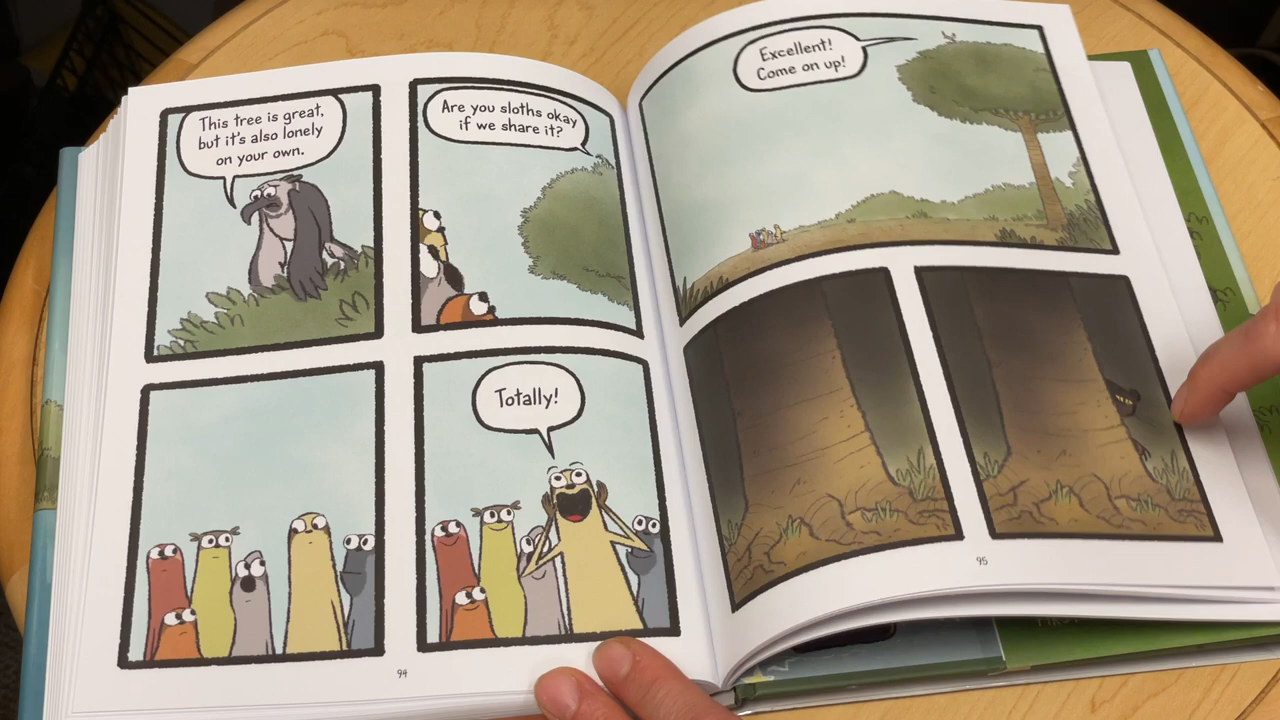 This tree is great,
but it's also lonely
on your own.
Are you sloths okay
if we share it?
Totally!
94
Excellent!
Come on up!
95